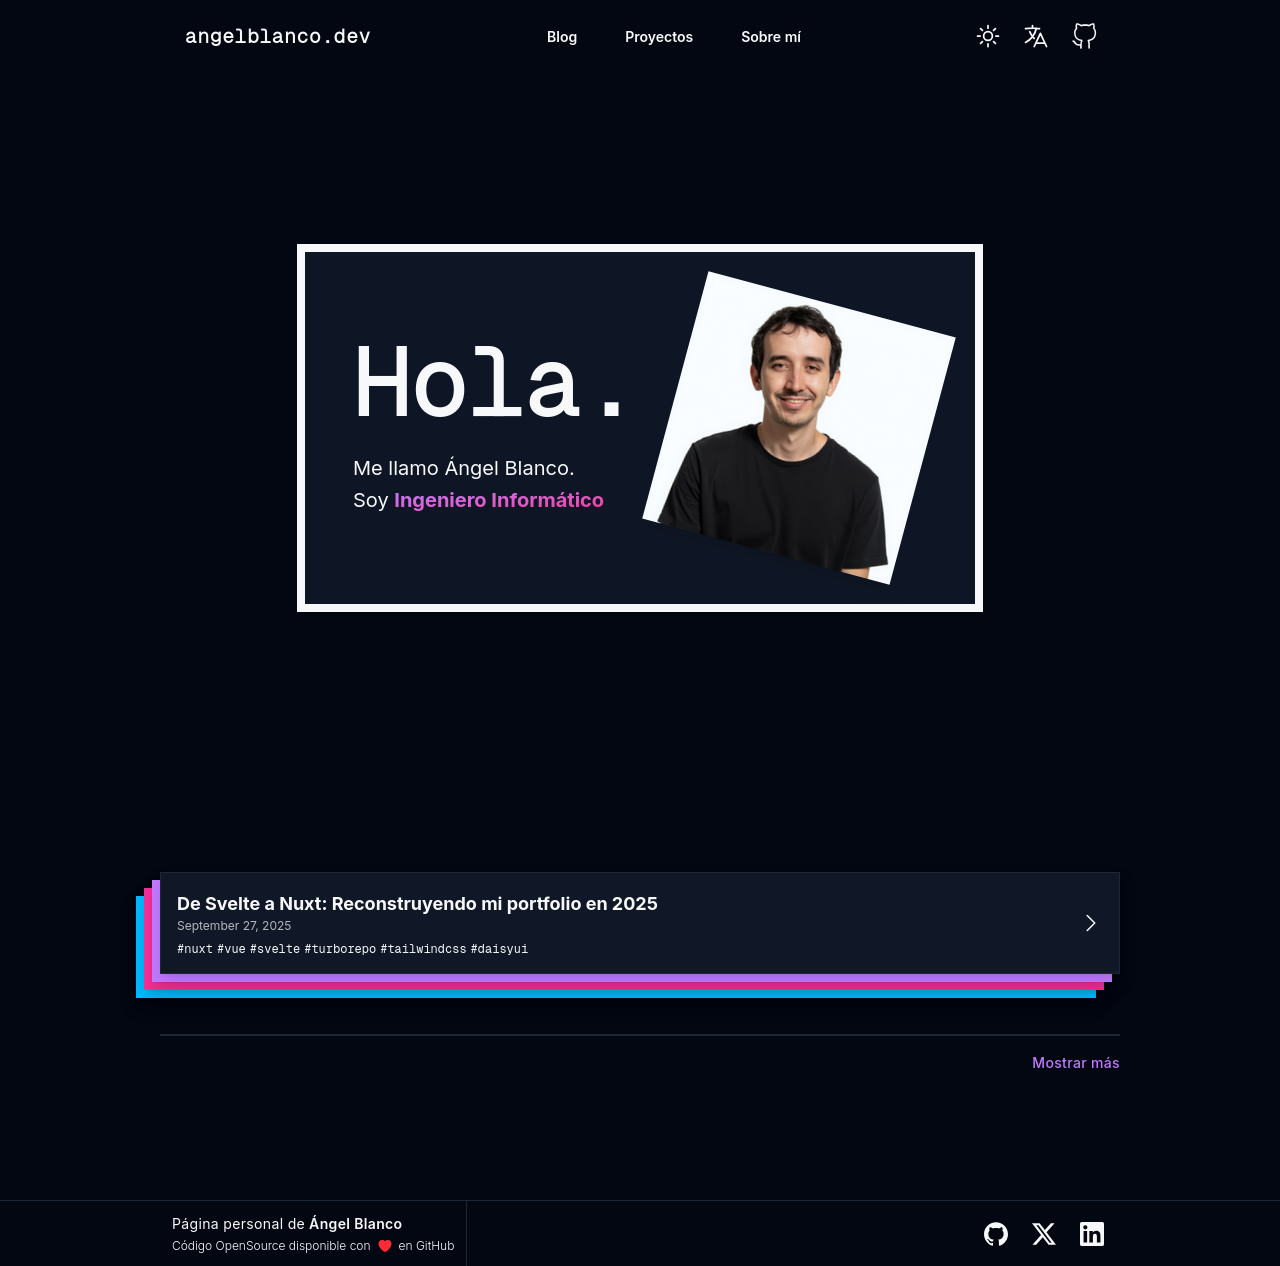 angelblanco.dev
Blog
Proyectos
Sobre mí
Hola.
Me llamo Ángel Blanco.
Soy Ingeniero Informático
De Svelte a Nuxt: Reconstruyendo mi portfolio en 2025
September 27, 2025
#nuxt #vue #svelte #turborepo #tailwindcss #daisyui
Mostrar más
Página personal de Ángel Blanco
Código OpenSource disponible con ♥ en GitHub